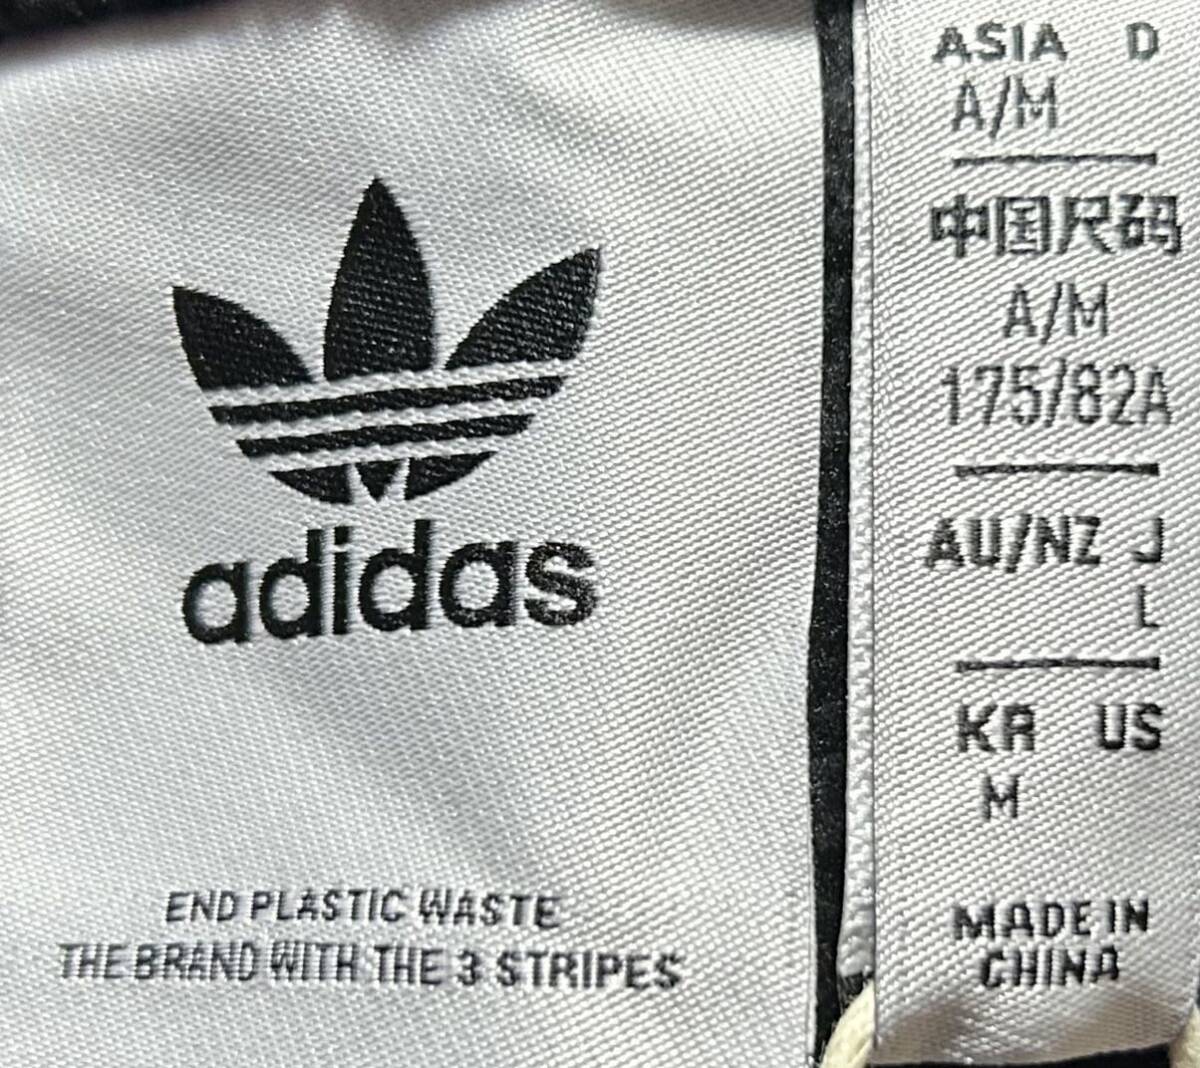 adidas
END PLASTIC WASTE
THE BRAND WITH THE 3 STRIPES
ASIA D
A/M
中国尺码
A/M
175/82A
AU/NZ J
L
KR US
M
MADE IN
CHINA